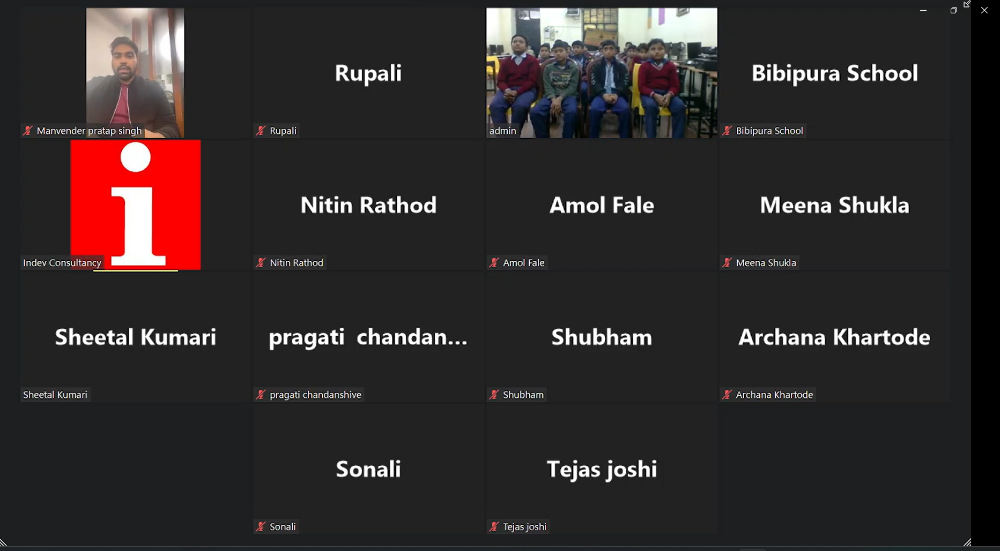 Manvender pratap singh
Rupali
Rupali
admin
Bibipura School
Bibipura School
i
Indev Consultancy
Nitin Rathod
Nitin Rathod
Amol Fale
Amol Fale
Meena Shukla
Meena Shukla
Sheetal Kumari
Sheetal Kumari
pragati chandan...
pragati chandanshive
Shubham
Shubham
Archana Khartode
Archana Khartode
Sonali
Sonali
Tejas joshi
Tejas joshi